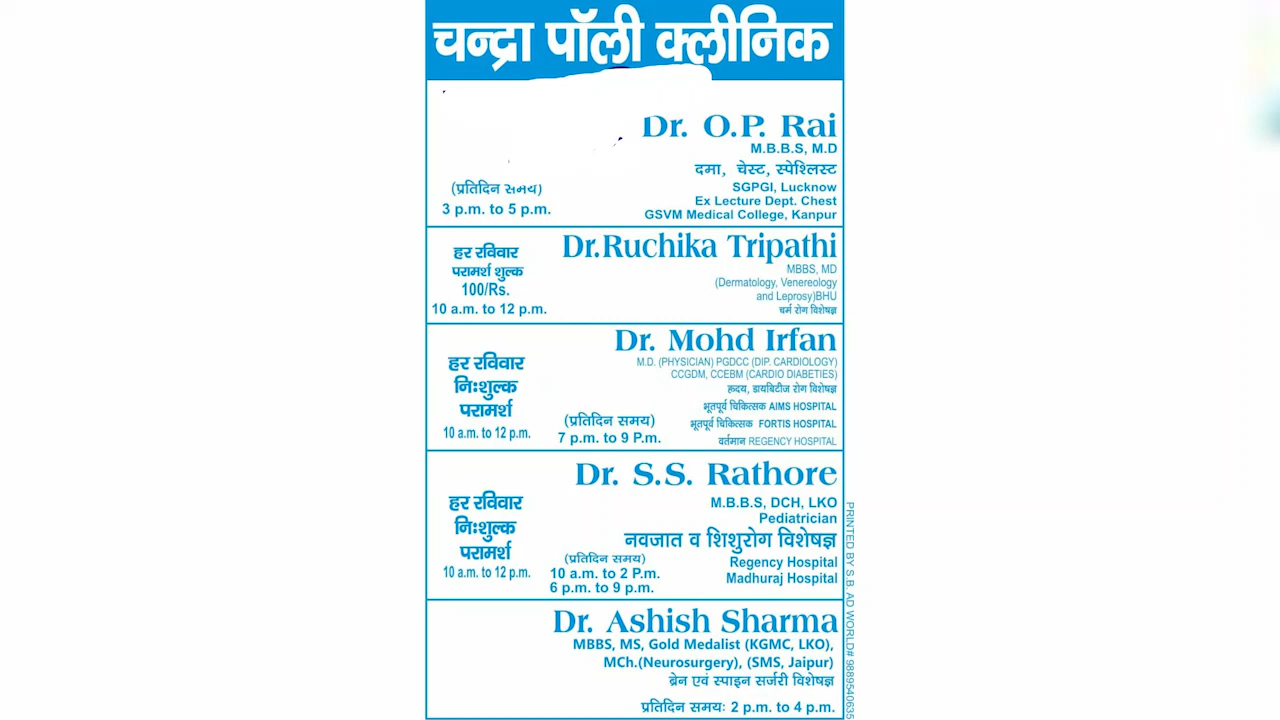 चन्द्रा पॉली क्लीनिक
Dr. O.P. Rai
M.B.B.S, M.D
दमा, चेस्ट, स्पेश्लिस्ट
SGPGI, Lucknow
Ex Lecture Dept. Chest
GSVM Medical College, Kanpur
(प्रतिदिन समय)
3 p.m. to 5 p.m.
Dr.Ruchika Tripathi
MBBS, MD
(Dermatology, Venereology
and Leprosy)BHU
चर्म रोग विशेषज्ञ
हर रविवार
परामर्श शुल्क
100/Rs.
10 a.m. to 12 p.m.
Dr. Mohd Irfan
M.D. (PHYSICIAN) PGDCC (DIP. CARDIOLOGY)
CCGDM, CCEBM (CARDIO DIABETIES)
हृदय, डायबिटीज रोग विशेषज्ञ
भूतपूर्व चिकित्सक AIMS HOSPITAL
भूतपूर्व चिकित्सक FORTIS HOSPITAL
वर्तमान REGENCY HOSPITAL
हर रविवार
निःशुल्क
परामर्श
10 a.m. to 12 p.m.
(प्रतिदिन समय)
7 p.m. to 9 P.m.
Dr. S.S. Rathore
M.B.B.S, DCH, LKO
Pediatrician
नवजात व शिशुरोग विशेषज्ञ
Regency Hospital
Madhuraj Hospital
हर रविवार
निःशुल्क
परामर्श
10 a.m. to 12 p.m.
(प्रतिदिन समय)
10 a.m. to 2 P.m.
6 p.m. to 9 p.m.
Dr. Ashish Sharma
MBBS, MS, Gold Medalist (KGMC, LKO),
MCh.(Neurosurgery), (SMS, Jaipur)
ब्रेन एवं स्पाइन सर्जरी विशेषज्ञ
प्रतिदिन समयः 2 p.m. to 4 p.m.
PRINTED BY S.B. AD WORLD# 9889540635